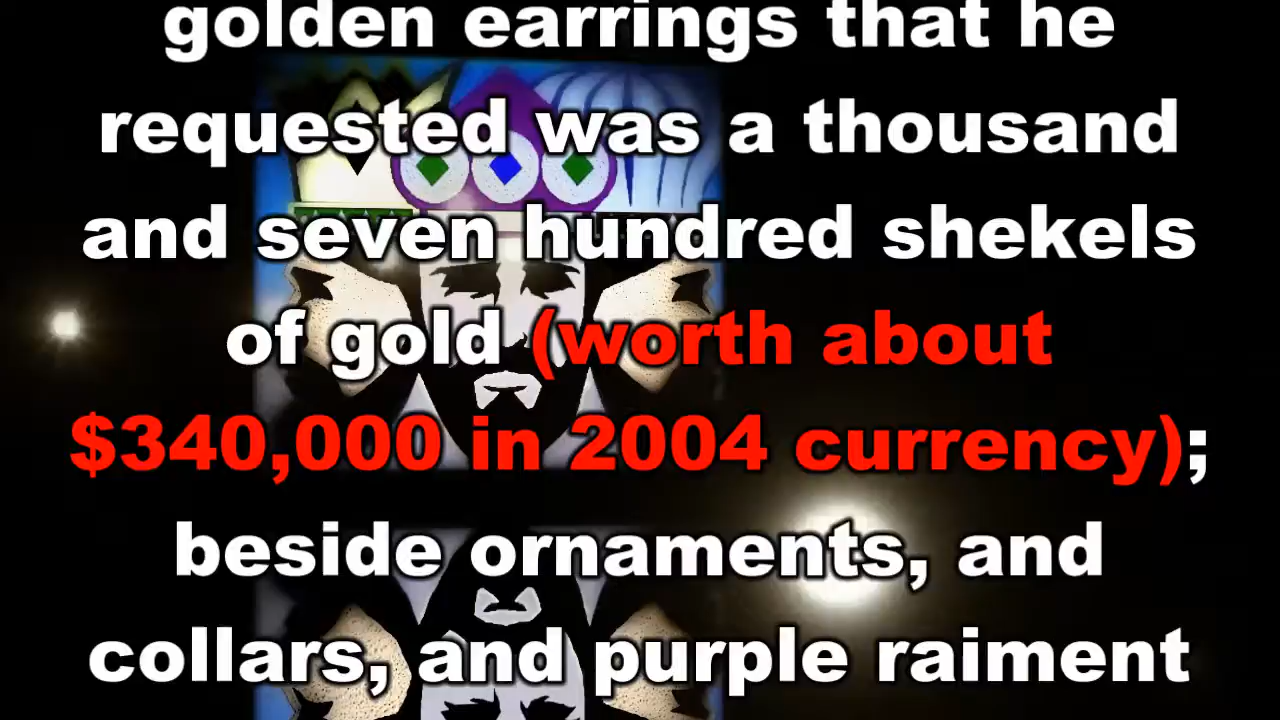 golden earrings that he
requested was a thousand
and seven hundred shekels
of gold (worth about
$340,000 in 2004 currency);
beside ornaments, and
collars, and purple raiment